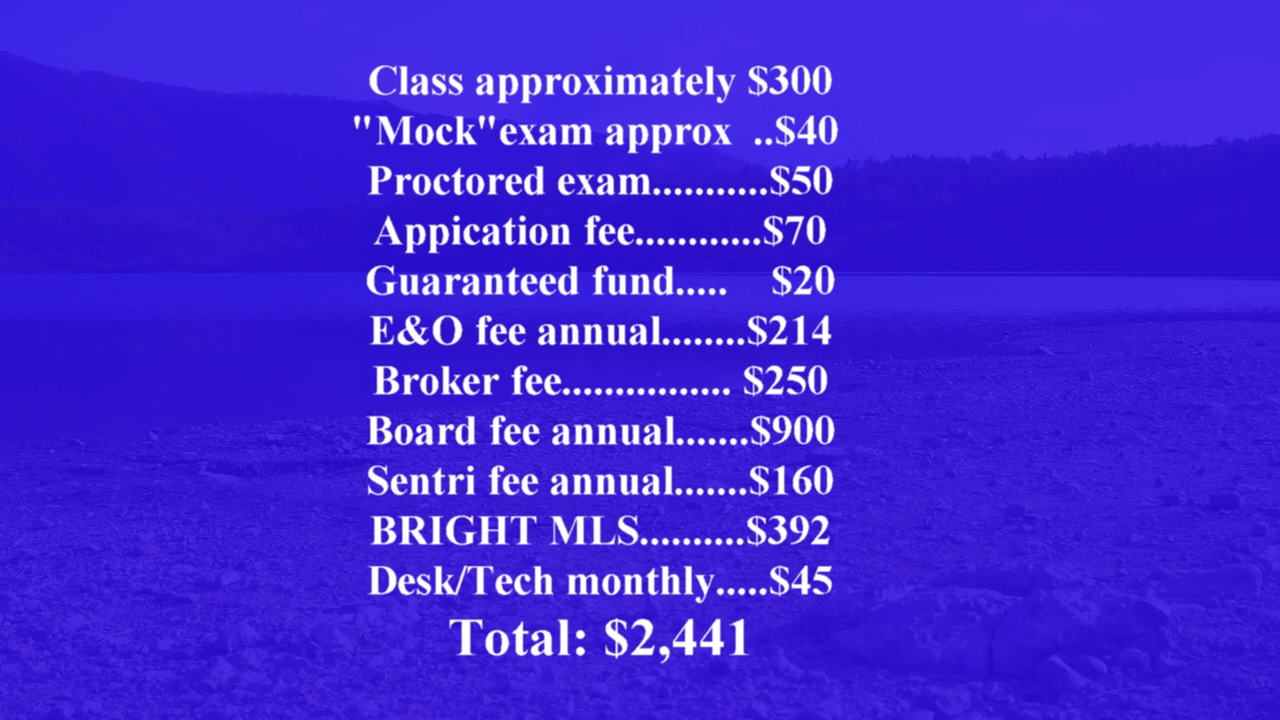 Class approximately $300
"Mock"exam approx  ..$40
Proctored exam...........$50
Appication fee............$70
Guaranteed fund.....    $20
E&O fee annual........$214
Broker fee................ $250
Board fee annual.......$900
Sentri fee annual.......$160
BRIGHT MLS..........$392
Desk/Tech monthly.....$45
Total: $2,441